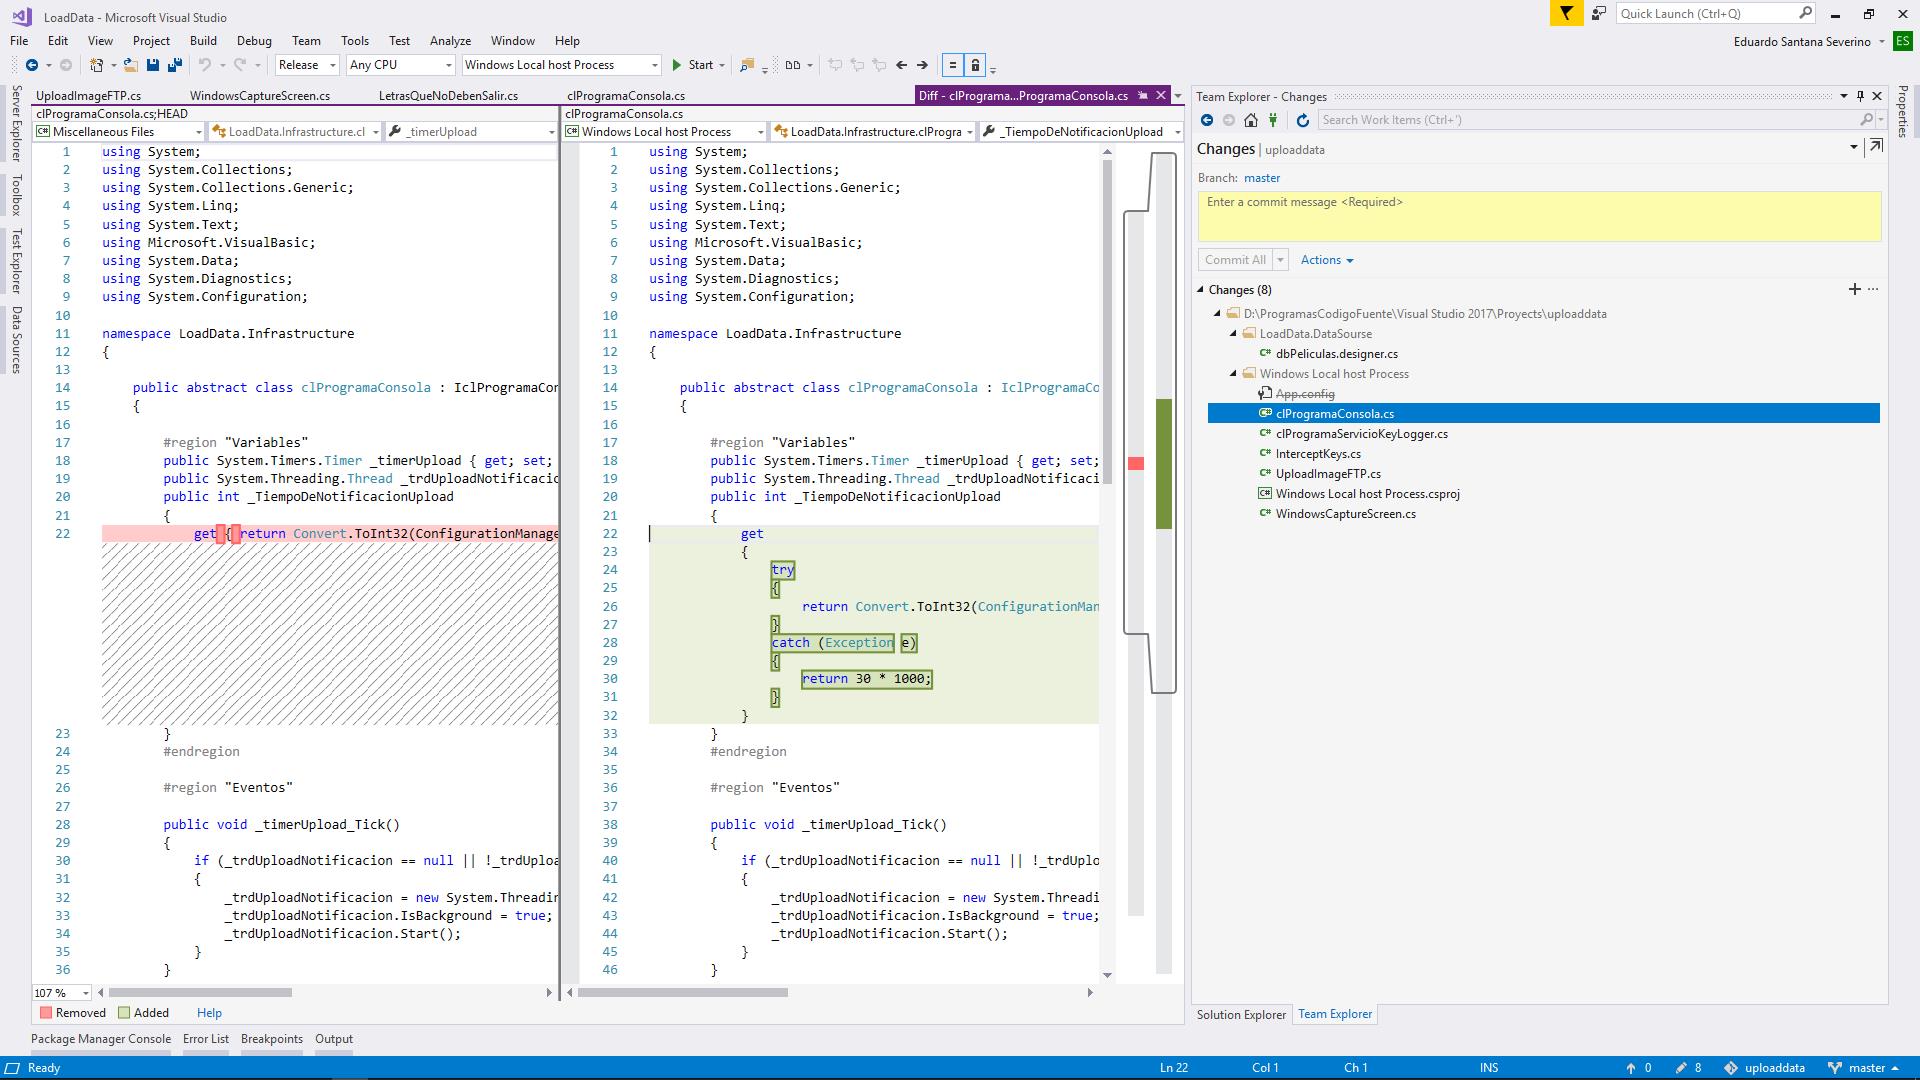 LoadData - Microsoft Visual Studio
Quick Launch (Ctrl+Q)
File Edit View Project Build Debug Team Tools Test Analyze Window Help
Eduardo Santana Severino ES
Release Any CPU Windows Local host Process Start
Server Explorer
Toolbox
Test Explorer
Data Sources
UploadImageFTP.cs WindowsCaptureScreen.cs LetrasQueNoDebenSalir.cs clProgramaConsola.cs Diff - clPrograma...ProgramaConsola.cs
clProgramaConsola.cs;HEAD
Miscellaneous Files LoadData.Infrastructure.cl _timerUpload
1 using System;
2 using System.Collections;
3 using System.Collections.Generic;
4 using System.Linq;
5 using System.Text;
6 using Microsoft.VisualBasic;
7 using System.Data;
8 using System.Diagnostics;
9 using System.Configuration;
10
11 namespace LoadData.Infrastructure
12 {
13
14 public abstract class clProgramaConsola : IclProgramaCon
15 {
16
17 #region "Variables"
18 public System.Timers.Timer _timerUpload { get; set;
19 public System.Threading.Thread _trdUploadNotificacio
20 public int _TiempoDeNotificacionUpload
21 {
22 get { return Convert.ToInt32(ConfigurationManage
23 }
24 #endregion
25
26 #region "Eventos"
27
28 public void _timerUpload_Tick()
29 {
30 if (_trdUploadNotificacion == null || !_trdUploa
31 {
32 _trdUploadNotificacion = new System.Threadin
33 _trdUploadNotificacion.IsBackground = true;
34 _trdUploadNotificacion.Start();
35 }
36 }
107 %
clProgramaConsola.cs
Windows Local host Process LoadData.Infrastructure.clProgra _TiempoDeNotificacionUpload
1 using System;
2 using System.Collections;
3 using System.Collections.Generic;
4 using System.Linq;
5 using System.Text;
6 using Microsoft.VisualBasic;
7 using System.Data;
8 using System.Diagnostics;
9 using System.Configuration;
10
11 namespace LoadData.Infrastructure
12 {
13
14 public abstract class clProgramaConsola : IclProgramaCo
15 {
16
17 #region "Variables"
18 public System.Timers.Timer _timerUpload { get; set;
19 public System.Threading.Thread _trdUploadNotificaci
20 public int _TiempoDeNotificacionUpload
21 {
22 get
23 {
24 try
25 {
26 return Convert.ToInt32(ConfigurationMan
27 }
28 catch (Exception e)
29 {
30 return 30 * 1000;
31 }
32 }
33 }
34 #endregion
35
36 #region "Eventos"
37
38 public void _timerUpload_Tick()
39 {
40 if (_trdUploadNotificacion == null || !_trdUplo
41 {
42 _trdUploadNotificacion = new System.Threadi
43 _trdUploadNotificacion.IsBackground = true;
44 _trdUploadNotificacion.Start();
45 }
46 }
Removed Added Help
Team Explorer - Changes
Search Work Items (Ctrl+')
Changes | uploaddata
Branch: master
Enter a commit message <Required>
Commit All Actions
Changes (8)
D:\ProgramasCodigoFuente\Visual Studio 2017\Proyects\uploaddata
LoadData.DataSourse
C# dbPeliculas.designer.cs
Windows Local host Process
App.config
C# clProgramaConsola.cs
C# clProgramaServicioKeyLogger.cs
C# InterceptKeys.cs
C# UploadImageFTP.cs
C# Windows Local host Process.csproj
C# WindowsCaptureScreen.cs
Solution Explorer Team Explorer
Properties
Package Manager Console Error List Breakpoints Output
Ready Ln 22 Col 1 Ch 1 INS 0 8 uploaddata master